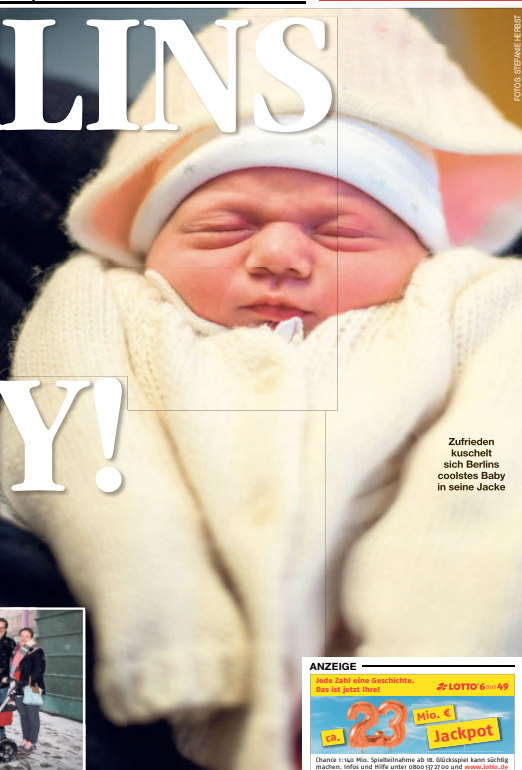 LINS
FOTOS: STEFANIE HERBST
Y!
Zufrieden
kuschelt
sich Berlins
coolstes Baby
in seine Jacke
ANZEIGE
Jede Zahl eine Geschichte.
Das ist jetzt Ihre!
LOTTO 6aus49
ca. 23 Mio. €
Jackpot
Chance 1:140 Mio. Spielteilnahme ab 18. Glücksspiel kann süchtig
machen. Infos und Hilfe unter 0800 137 27 00 und www.lotto.de